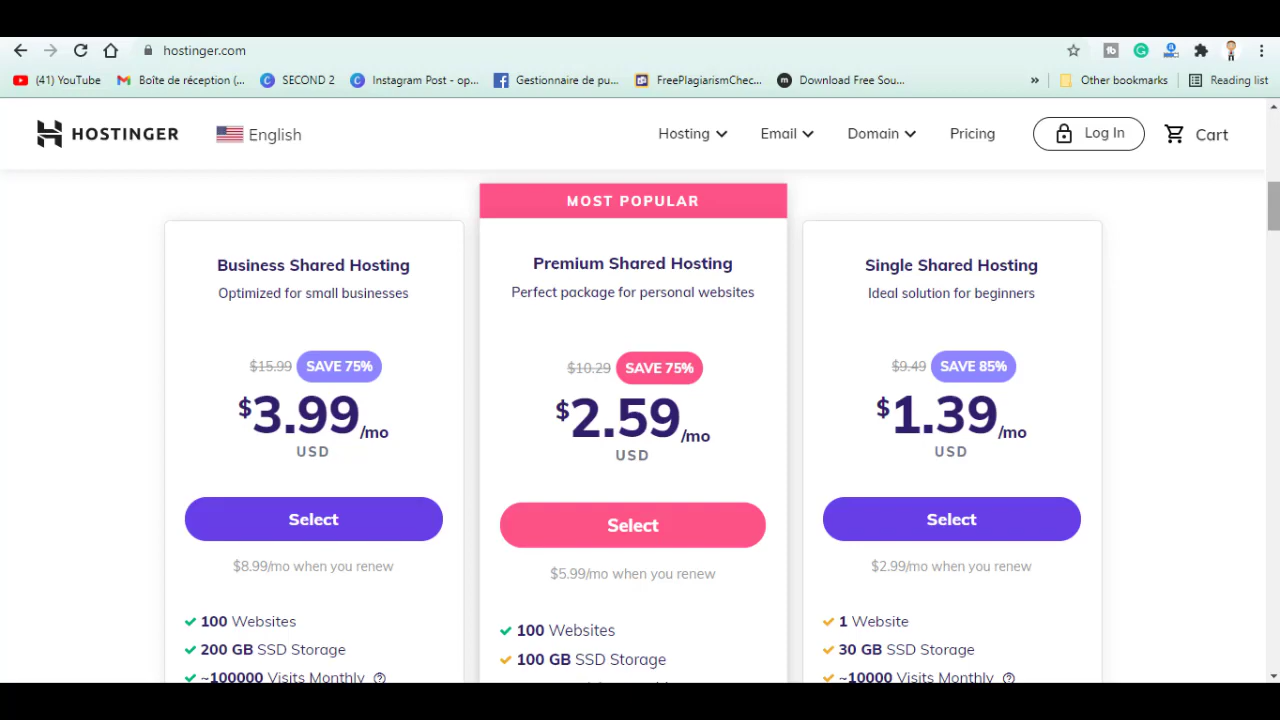 hostinger.com
(41) YouTube
Boîte de réception (...
SECOND 2
Instagram Post - op...
Gestionnaire de pu...
FreePlagiarismChec...
Download Free Sou...
»
Other bookmarks
Reading list
HOSTINGER
English
Hosting
Email
Domain
Pricing
Log In
Cart
MOST POPULAR
Business Shared Hosting
Optimized for small businesses
$15.99 SAVE 75%
$3.99/mo
USD
Select
$8.99/mo when you renew
100 Websites
200 GB SSD Storage
~100000 Visits Monthly
Premium Shared Hosting
Perfect package for personal websites
$10.29 SAVE 75%
$2.59/mo
USD
Select
$5.99/mo when you renew
100 Websites
100 GB SSD Storage
Single Shared Hosting
Ideal solution for beginners
$9.49 SAVE 85%
$1.39/mo
USD
Select
$2.99/mo when you renew
1 Website
30 GB SSD Storage
~10000 Visits Monthly